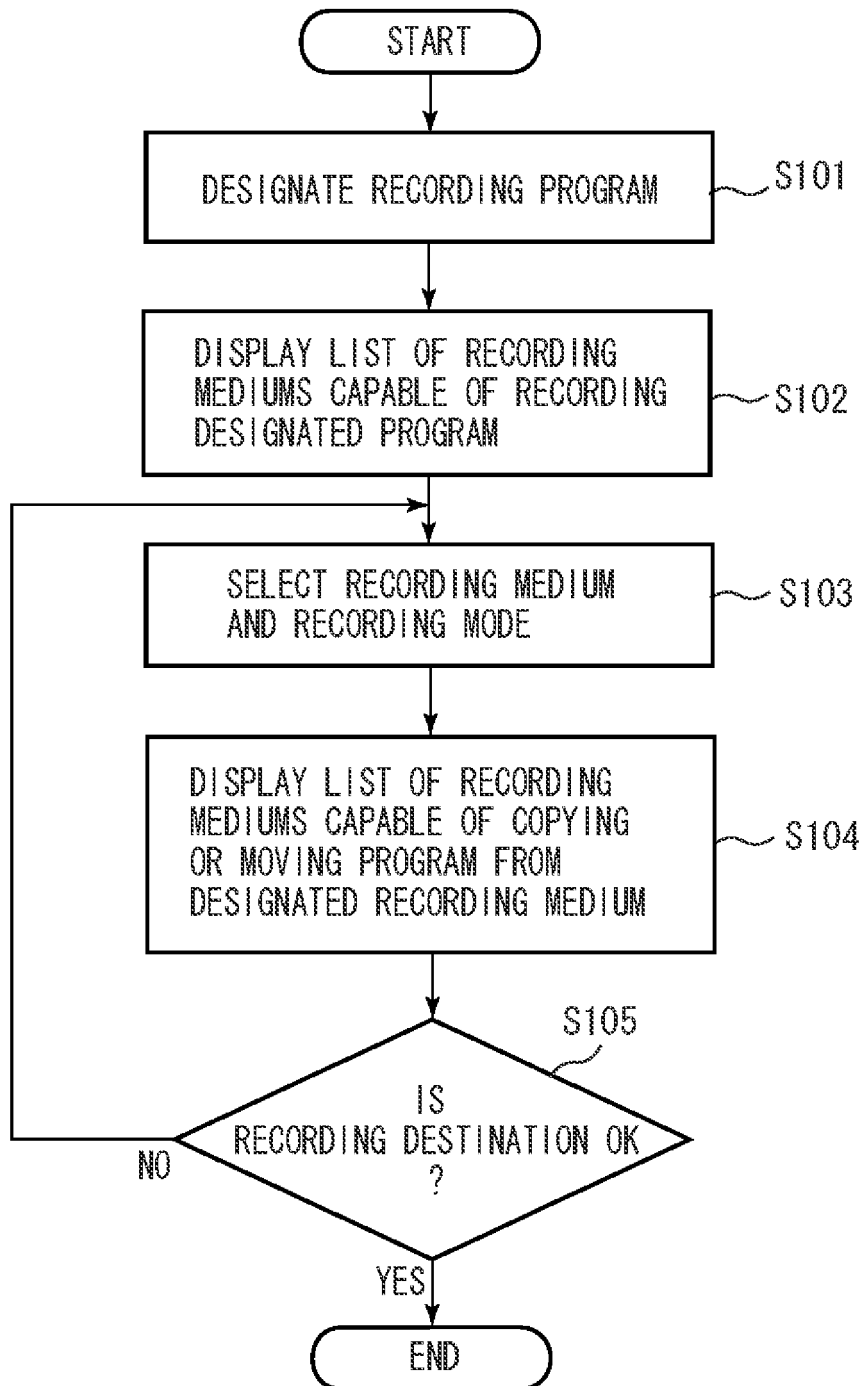 START
DESIGNATE RECORDING PROGRAM
S101
DISPLAY LIST OF RECORDING
MEDIUMS CAPABLE OF RECORDING
DESIGNATED PROGRAM
S102
SELECT RECORDING MEDIUM
AND RECORDING MODE
S103
DISPLAY LIST OF RECORDING
MEDIUMS CAPABLE OF COPYING
OR MOVING PROGRAM FROM
DESIGNATED RECORDING MEDIUM
S104
S105
IS
RECORDING DESTINATION OK
?
NO
YES
END